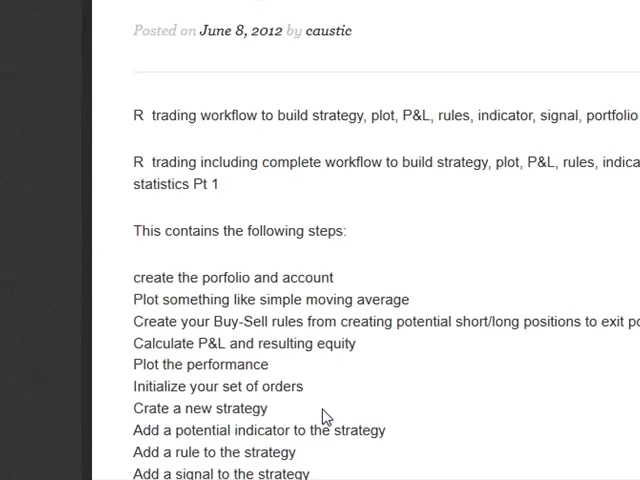 Posted on June 8, 2012 by caustic
R trading workflow to build strategy, plot, P&L, rules, indicator, signal, portfolio
R trading including complete workflow to build strategy, plot, P&L, rules, indica
statistics Pt 1
This contains the following steps:
create the porfolio and account
Plot something like simple moving average
Create your Buy-Sell rules from creating potential short/long positions to exit po
Calculate P&L and resulting equity
Plot the performance
Initialize your set of orders
Crate a new strategy
Add a potential indicator to the strategy
Add a rule to the strategy
Add a signal to the strategy